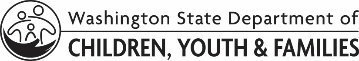 Washington State Department of
CHILDREN, YOUTH & FAMILIES